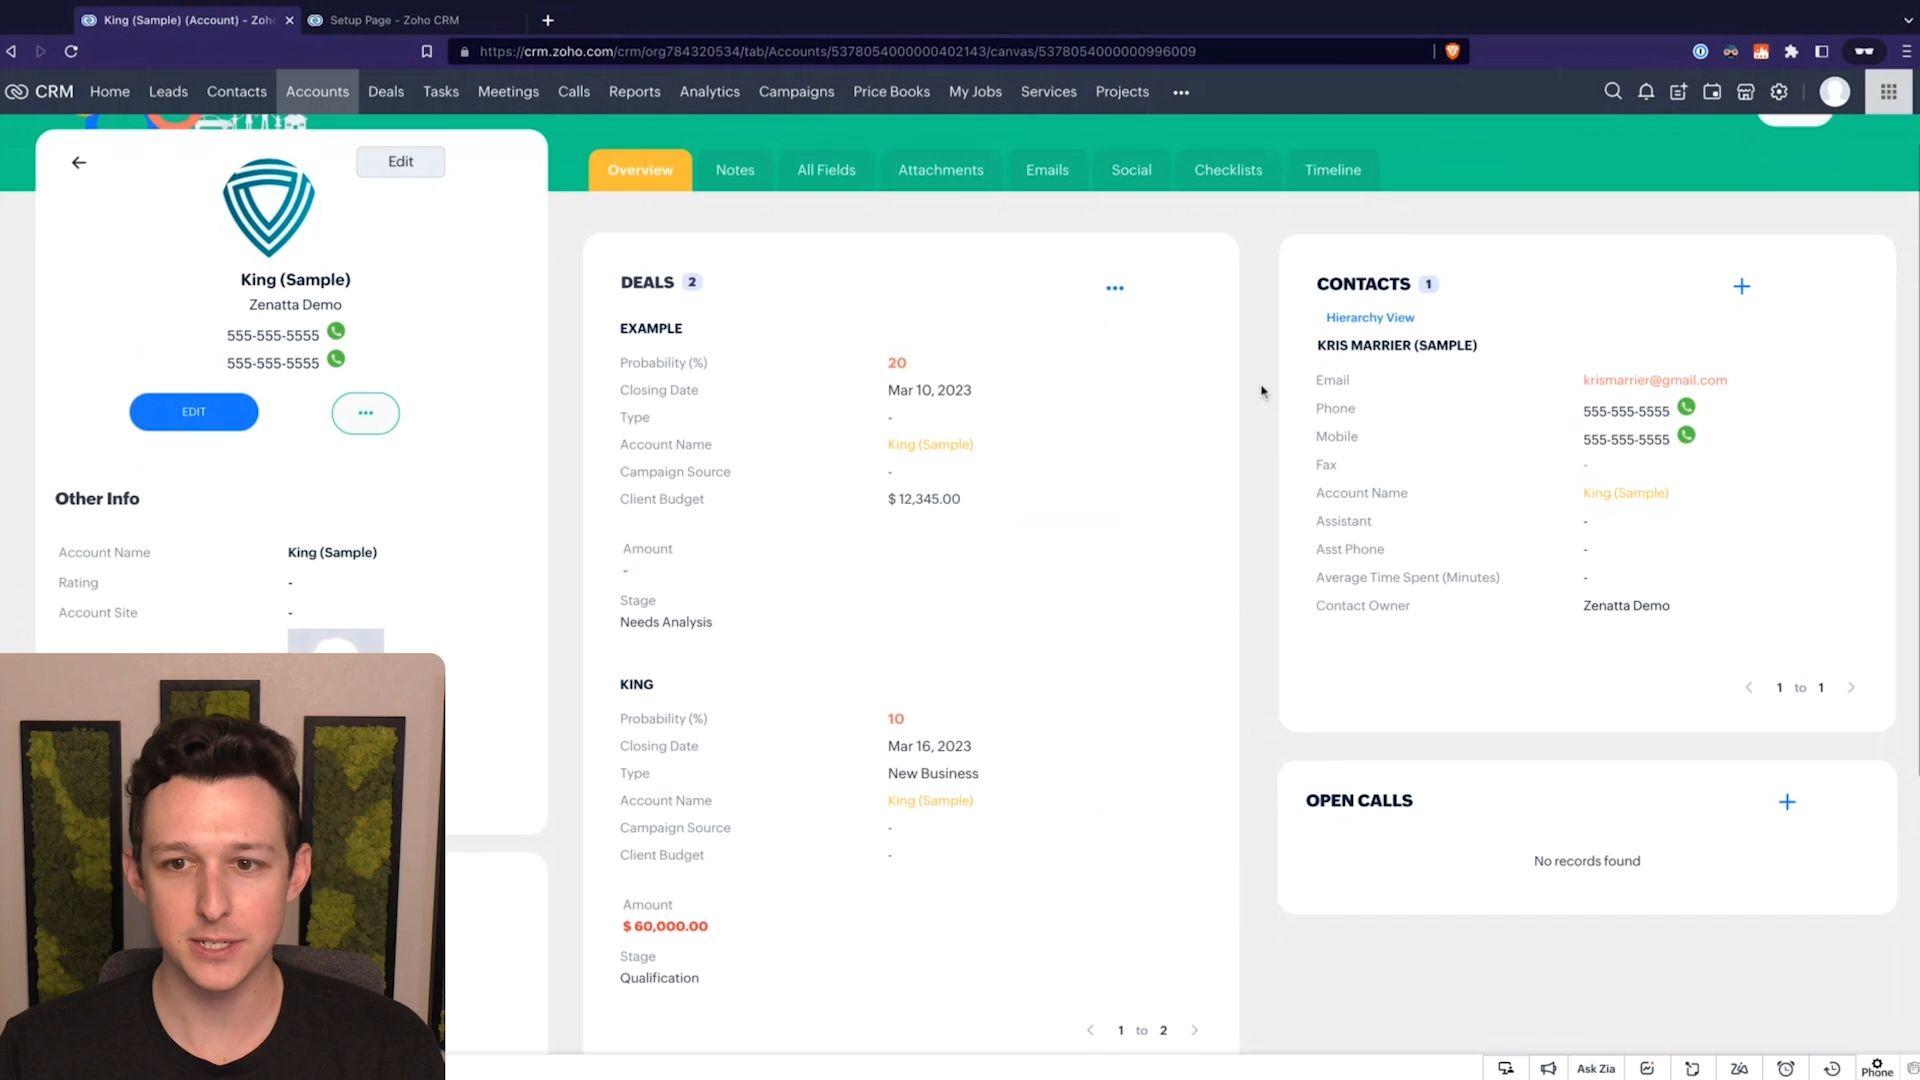 King (Sample) (Account) - Zoh
Setup Page - Zoho CRM
https://crm.zoho.com/crm/org784320534/tab/Accounts/5378054000000402143/canvas/5378054000000996009
CRM Home Leads Contacts Accounts Deals Tasks Meetings Calls Reports Analytics Campaigns Price Books My Jobs Services Projects
Edit
Overview Notes All Fields Attachments Emails Social Checklists Timeline
King (Sample)
Zenatta Demo
555-555-5555
555-555-5555
EDIT
Other Info
Account Name King (Sample)
Rating -
Account Site -
DEALS 2
EXAMPLE
Probability (%) 20
Closing Date Mar 10, 2023
Type -
Account Name King (Sample)
Campaign Source -
Client Budget $ 12,345.00
Amount
-
Stage
Needs Analysis
KING
Probability (%) 10
Closing Date Mar 16, 2023
Type New Business
Account Name King (Sample)
Campaign Source -
Client Budget -
Amount
$ 60,000.00
Stage
Qualification
1 to 2
CONTACTS 1
Hierarchy View
KRIS MARRIER (SAMPLE)
Email krismarrier@gmail.com
Phone 555-555-5555
Mobile 555-555-5555
Fax -
Account Name King (Sample)
Assistant -
Asst Phone -
Average Time Spent (Minutes) -
Contact Owner Zenatta Demo
1 to 1
OPEN CALLS
No records found
Ask Zia
Phone